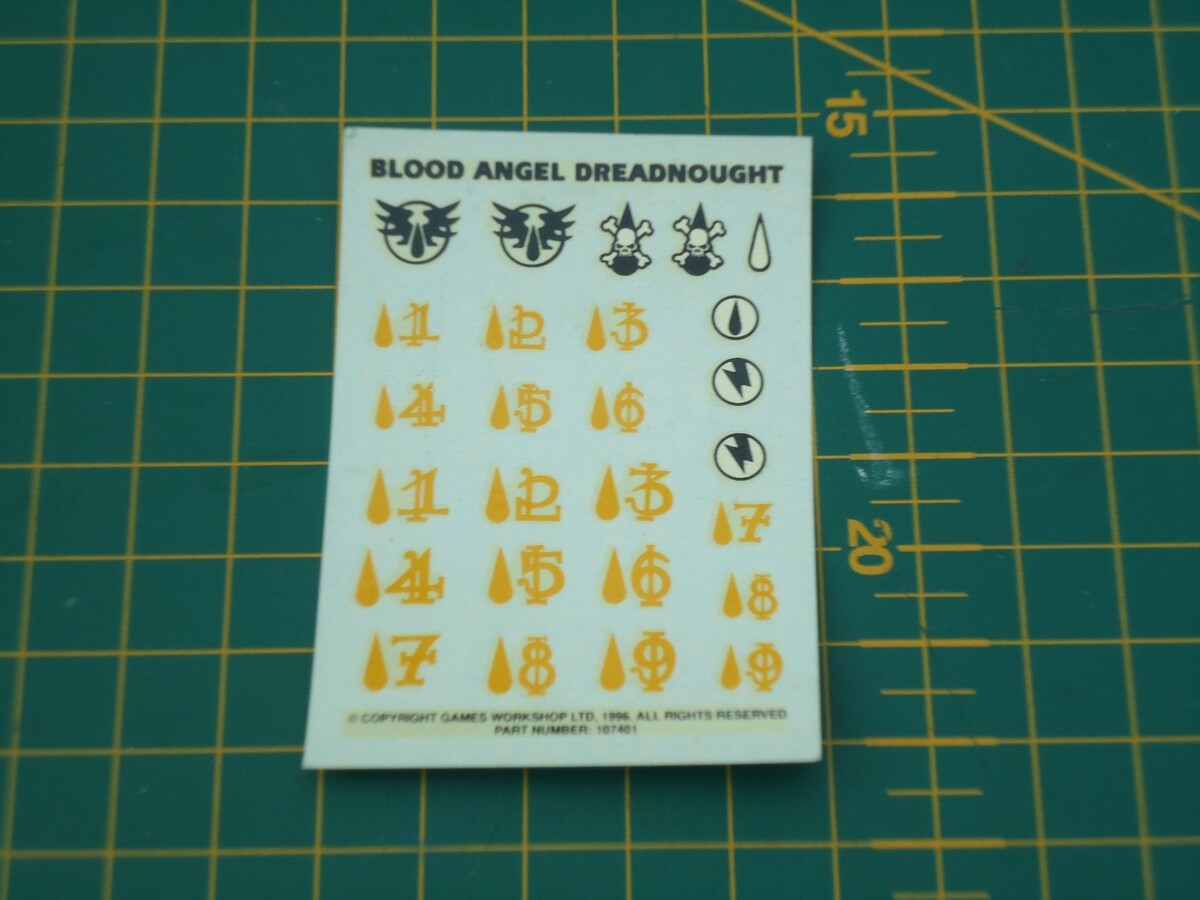 BLOOD ANGEL DREADNOUGHT
1 2 3
4 5 6
1 2 3 7
4 5 6 8
7 8 9 9
© COPYRIGHT GAMES WORKSHOP LTD, 1996. ALL RIGHTS RESERVED
PART NUMBER: 107401
15
20